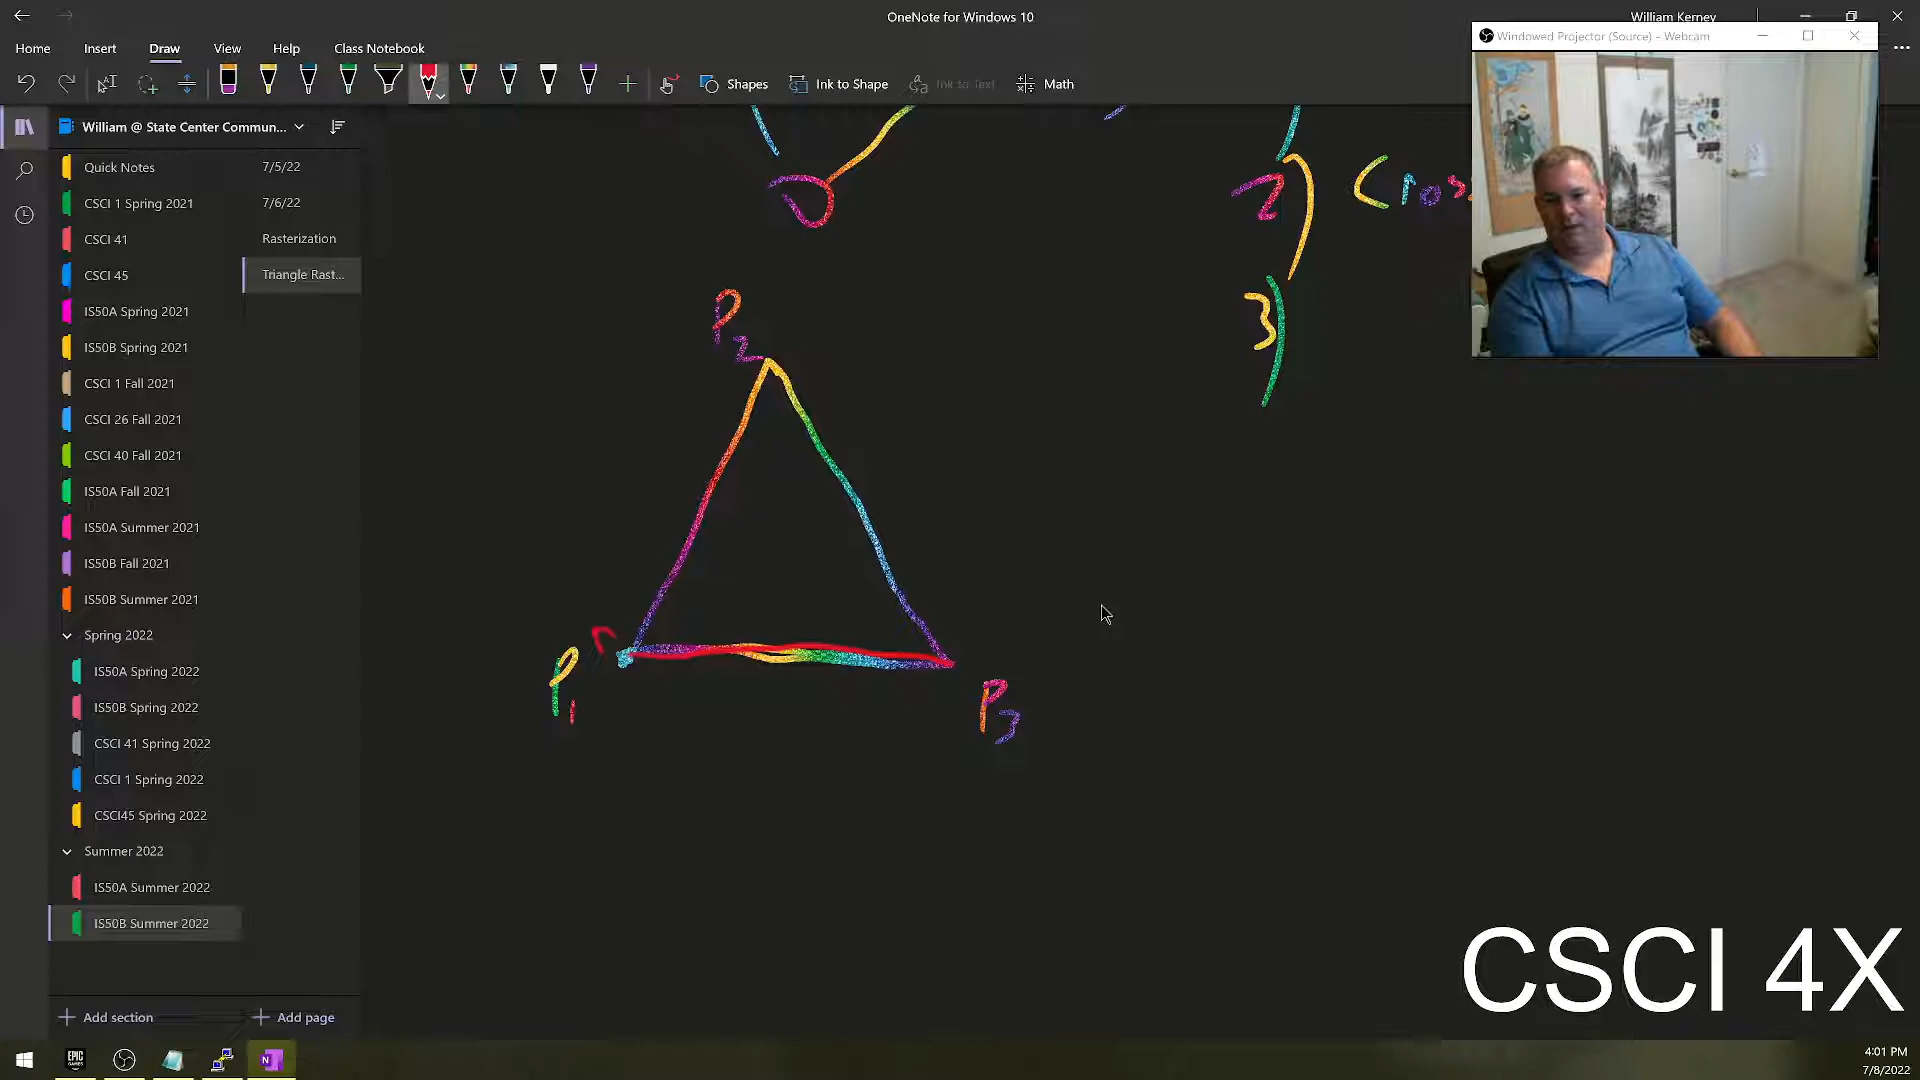 OneNote for Windows 10
William Kerney
Windowed Projector (Source) - Webcam
Home Insert Draw View Help Class Notebook
Shapes Ink to Shape Ink to Text Math
William @ State Center Commun...
Quick Notes
CSCI 1 Spring 2021
CSCI 41
CSCI 45
IS50A Spring 2021
IS50B Spring 2021
CSCI 1 Fall 2021
CSCI 26 Fall 2021
CSCI 40 Fall 2021
IS50A Fall 2021
IS50A Summer 2021
IS50B Fall 2021
IS50B Summer 2021
Spring 2022
IS50A Spring 2022
IS50B Spring 2022
CSCI 41 Spring 2022
CSCI 1 Spring 2022
CSCI45 Spring 2022
Summer 2022
IS50A Summer 2022
IS50B Summer 2022
Add section
7/5/22
7/6/22
Rasterization
Triangle Rast...
Add page
2) Cros
3)
P2
P1
P3
CSCI 4X
EPIC
GAMES
N
4:01 PM
7/8/2022